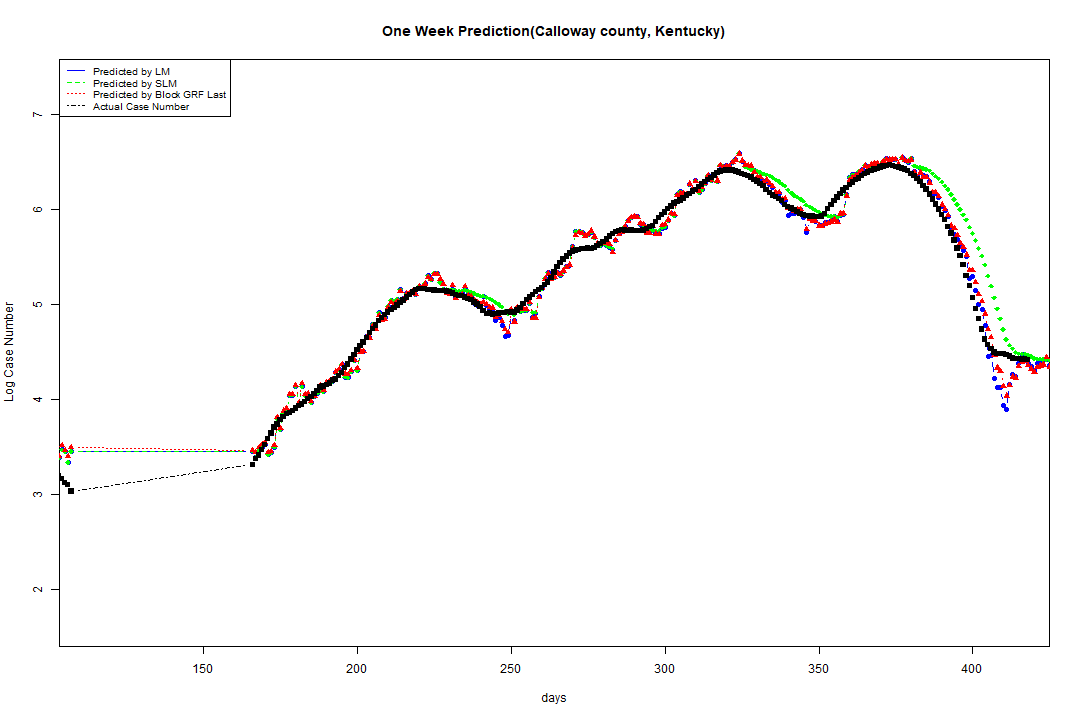 One Week Prediction(Calloway county, Kentucky)
Predicted by LM
Predicted by SLM
Predicted by Block GRF Last
Actual Case Number
Log Case Number
7
6
5
4
3
2
150 200 250 300 350 400
days